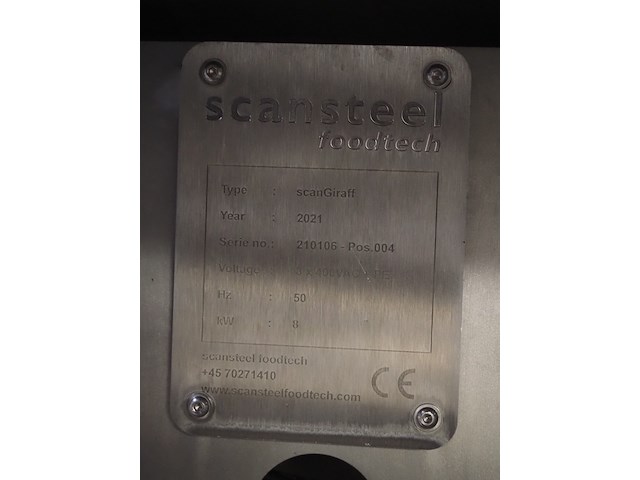 scansteel
foodtech
Type : scanGiraff
Year : 2021
Serie no.: 210106 - Pos.004
Voltage :
Hz : 50
kW : 8
scansteel foodtech
+45 70271410
www.scansteelfoodtech.com
CE